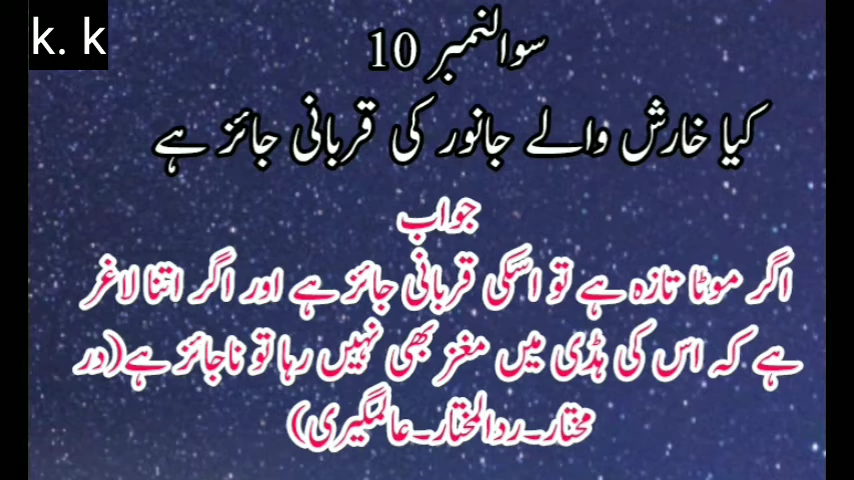 k. k
سوالنمبر 10
کیا خارش والے جانور کی قربانی جائز ہے
جواب
اگر موٹا تازہ ہے تو اسکی قربانی جائز ہے اور اگر اتنا لاغر
ہے کہ اس کی ہڈی میں مغز بھی نہیں رہا تو ناجائز ہے(در
مختار۔ردالمختار۔عالمگیری)